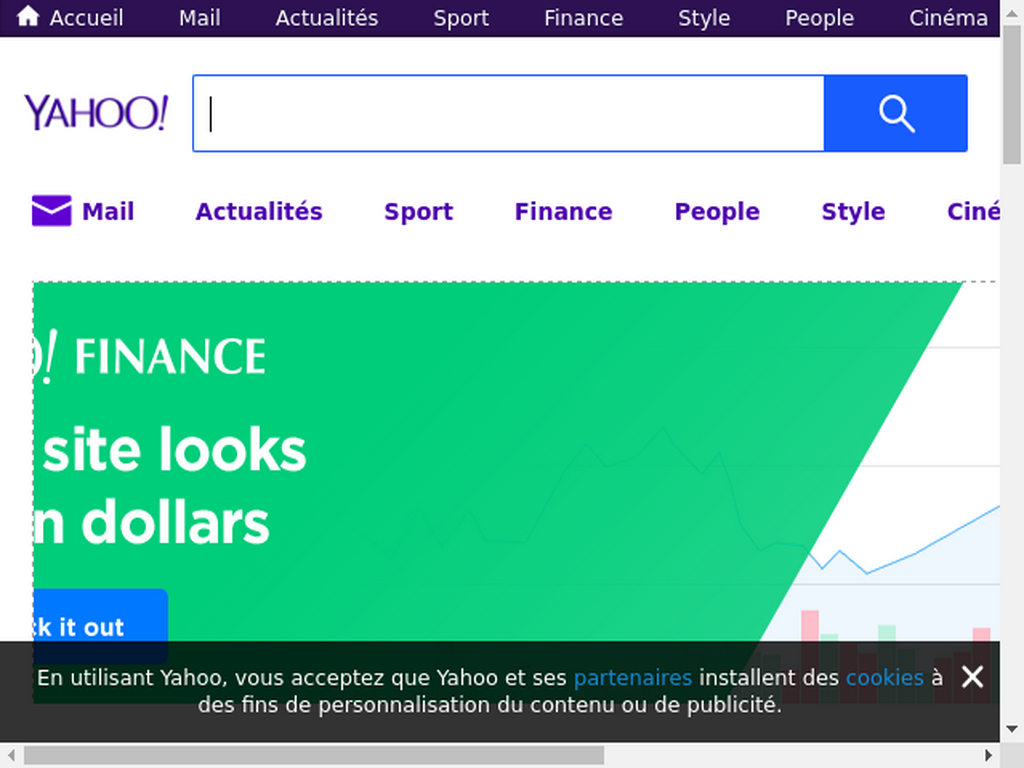 Accueil Mail Actualités Sport Finance Style People Cinéma
YAHOO!
Mail Actualités Sport Finance People Style Ciné
! FINANCE
site looks
n dollars
k it out
En utilisant Yahoo, vous acceptez que Yahoo et ses partenaires installent des cookies à
des fins de personnalisation du contenu ou de publicité.